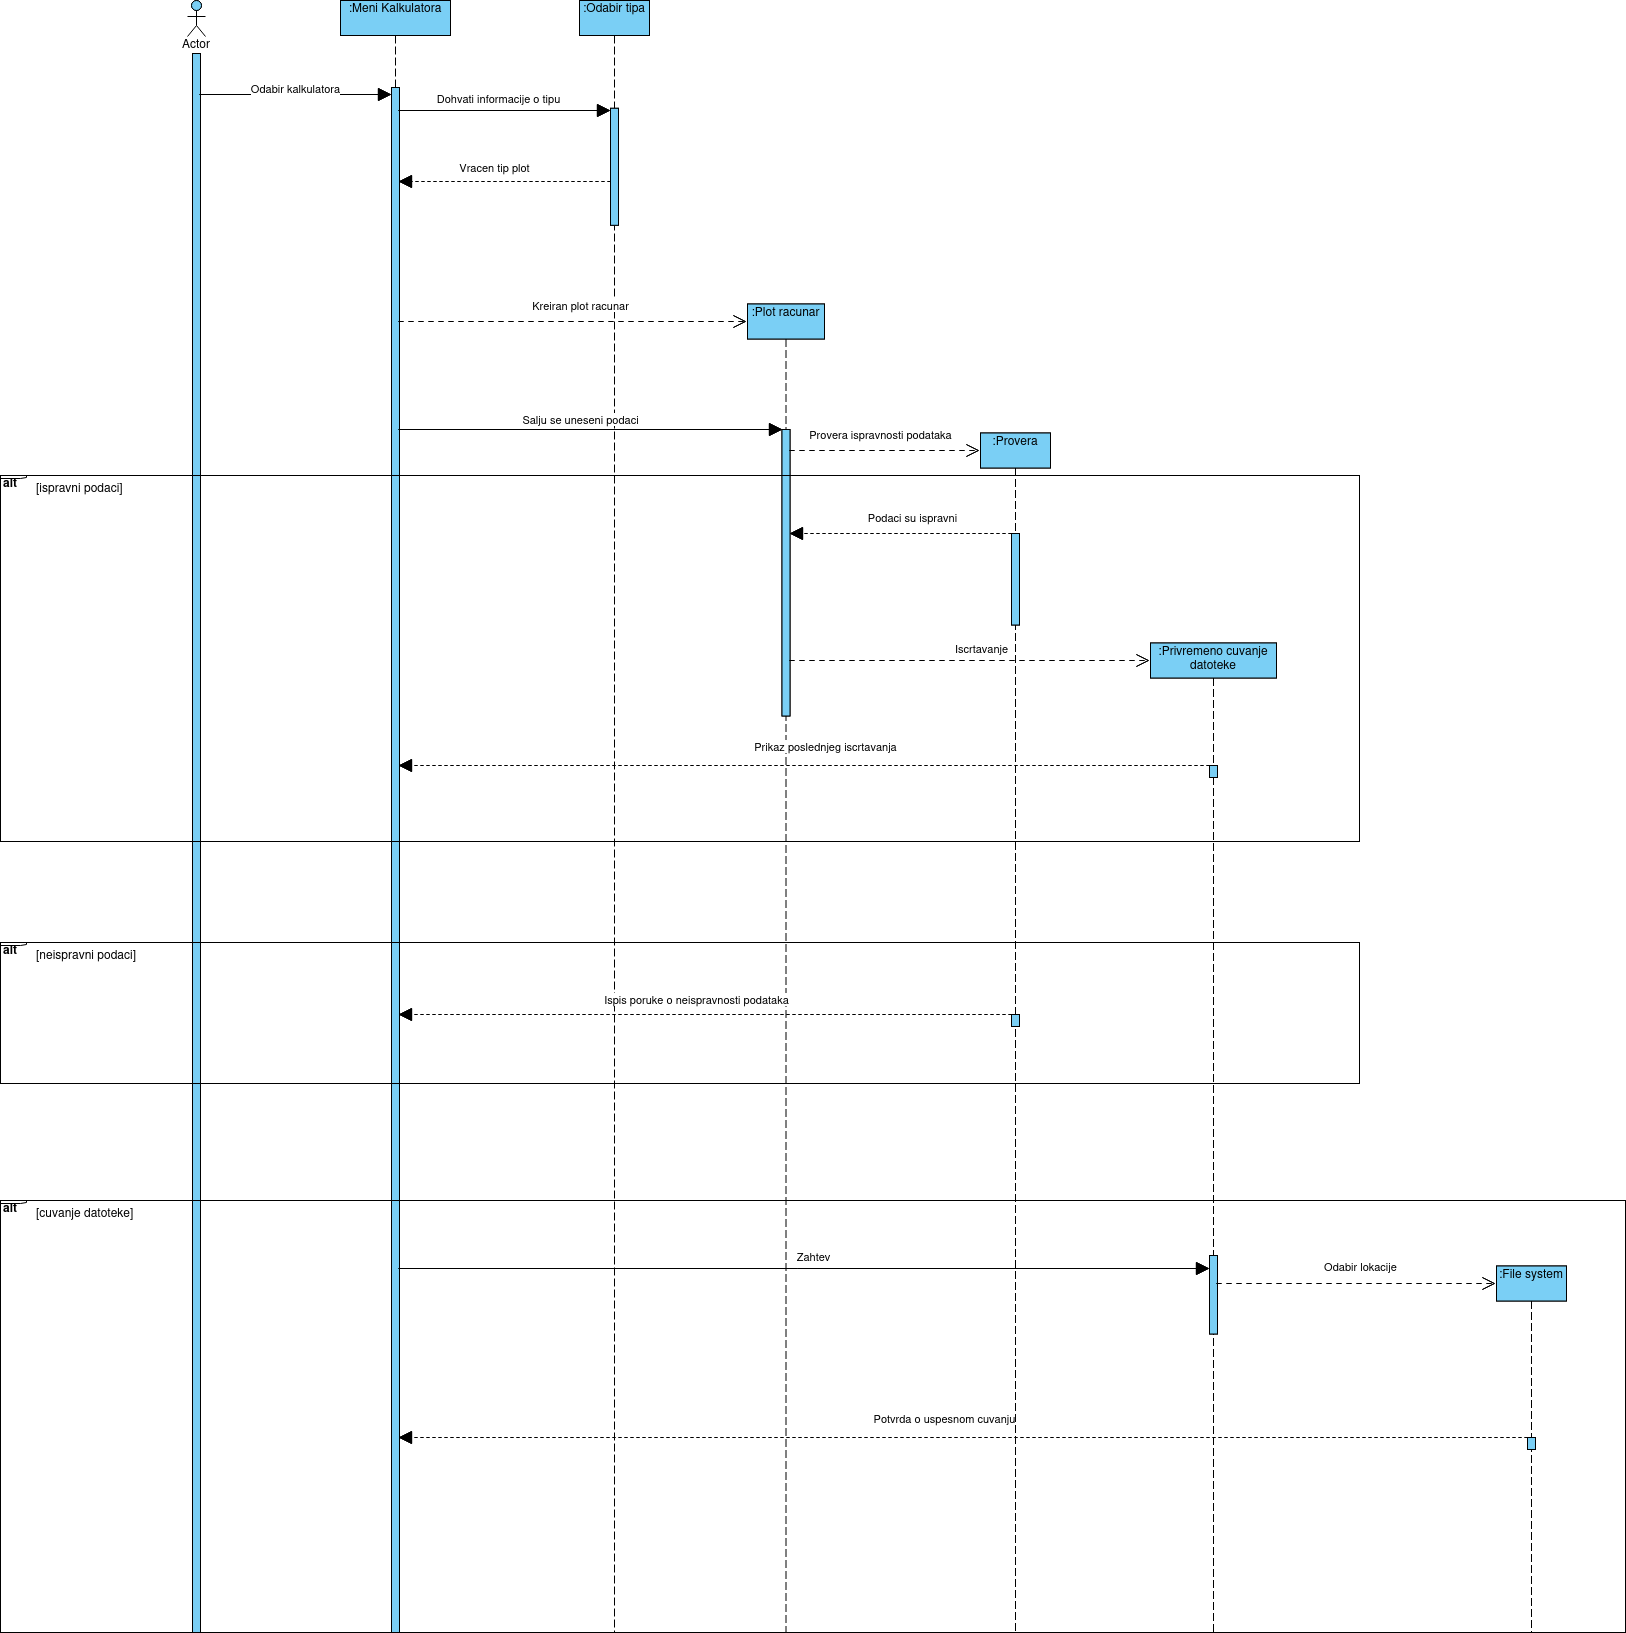 :Meni Kalkulatora
:Odabir tipa
Actor
Odabir kalkulatora
Dohvati informacije o tipu
Vracen tip plot
Kreiran plot racunar
:Plot racunar
Salju se uneseni podaci
Provera ispravnosti podataka
:Provera
alt
[ispravni podaci]
Podaci su ispravni
Iscrtavanje
:Privremeno cuvanje
datoteke
Prikaz poslednjeg iscrtavanja
alt
[neispravni podaci]
Ispis poruke o neispravnosti podataka
alt
[cuvanje datoteke]
Zahtev
Odabir lokacije
:File system
Potvrda o uspesnom cuvanju